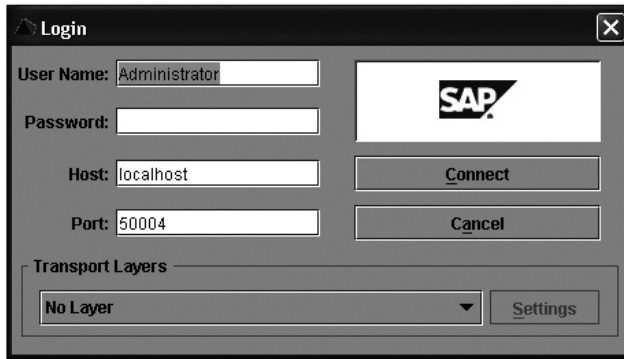 Login
User Name: Administrator
Password:
SAP
Host: localhost
Connect
Port: 50004
Cancel
Transport Layers
No Layer
Settings